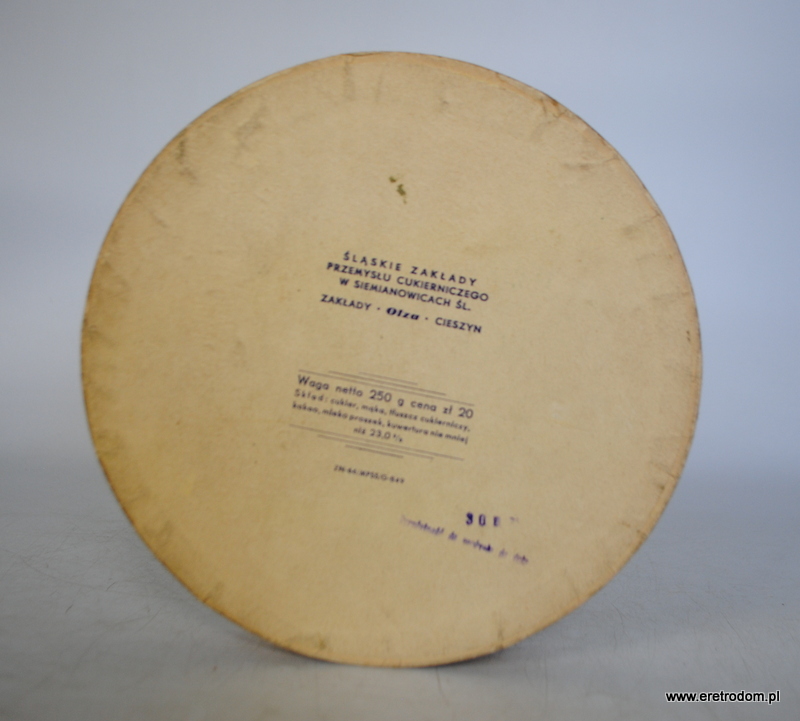 ŚLĄSKIE ZAKŁADY
PRZEMYSŁU CUKIERNICZEGO
W SIEMIANOWICACH ŚL.
ZAKŁADY · Olza · CIESZYN
Waga netto 250 g cena zł 20
Skład: cukier, mąka, tłuszcz cukierniczy,
kakao, mleko proszek, kuwertura nie mniej
niż 23,0 %
www.eretrodom.pl